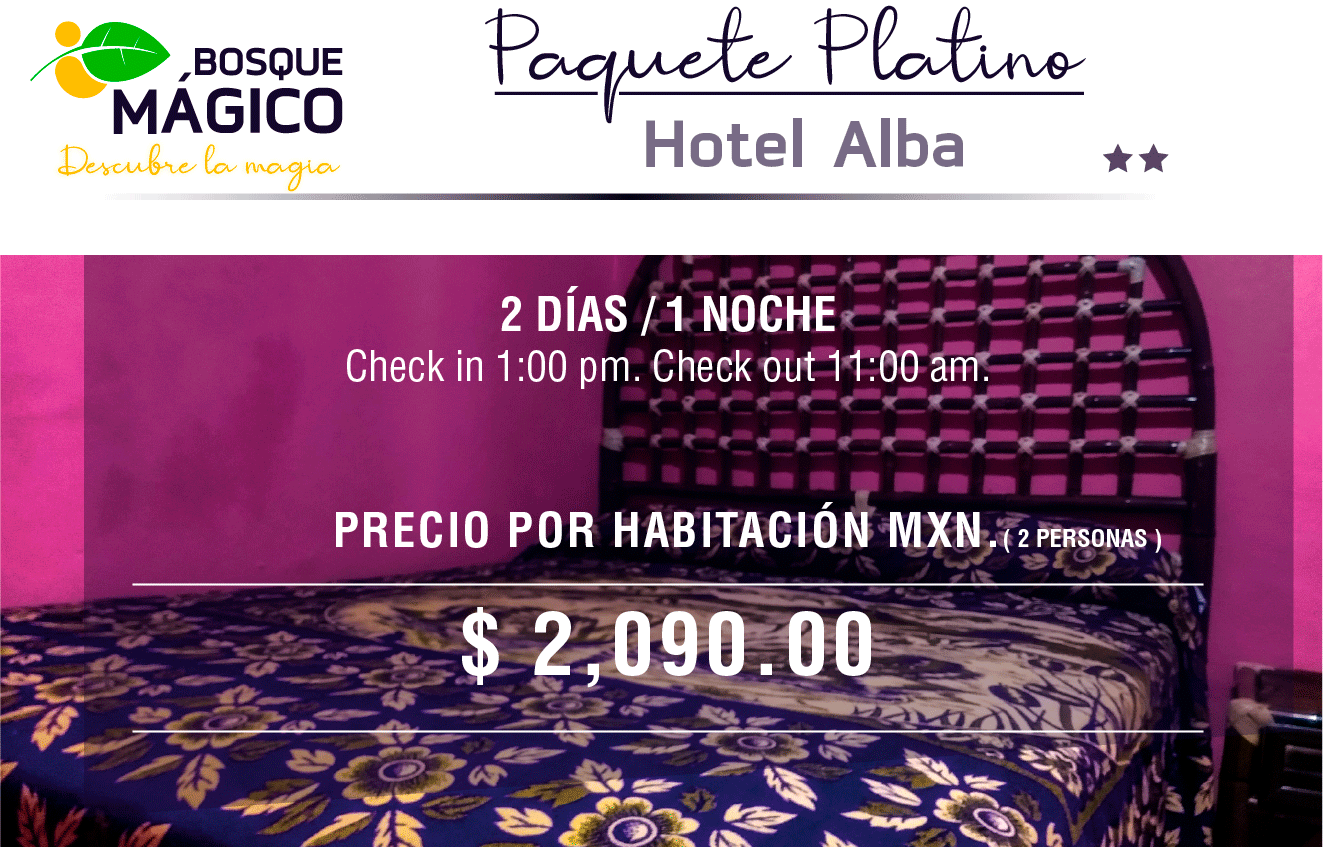 BOSQUE
MÁGICO
Descubre la magia
Paquete Platino
Hotel Alba
2 DÍAS / 1 NOCHE
Check in 1:00 pm. Check out 11:00 am.
PRECIO POR HABITACIÓN MXN. ( 2 PERSONAS )
$ 2,090.00